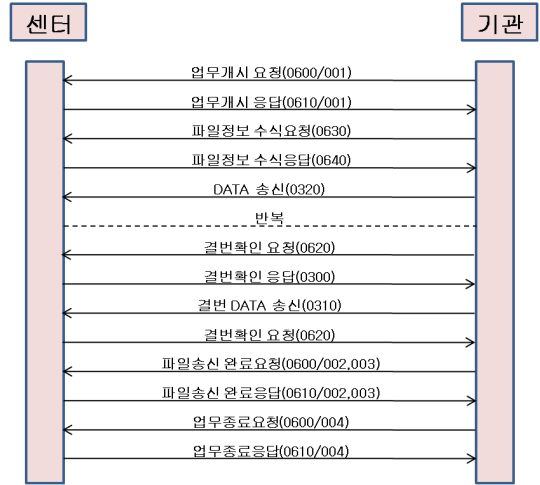 센터
기관
업무개시 요청(0600/001)
업무개시 응답(0610/001)
파일정보 수식요청(0630)
파일정보 수식응답(0640)
DATA 송신(0320)
반복
결번확인 요청(0620)
결번확인 응답(0300)
결번 DATA 송신(0310)
결번확인 요청(0620)
파일송신 완료요청(0600/002,003)
파일송신 완료응답(0610/002,003)
업무종료요청(0600/004)
업무종료응답(0610/004)